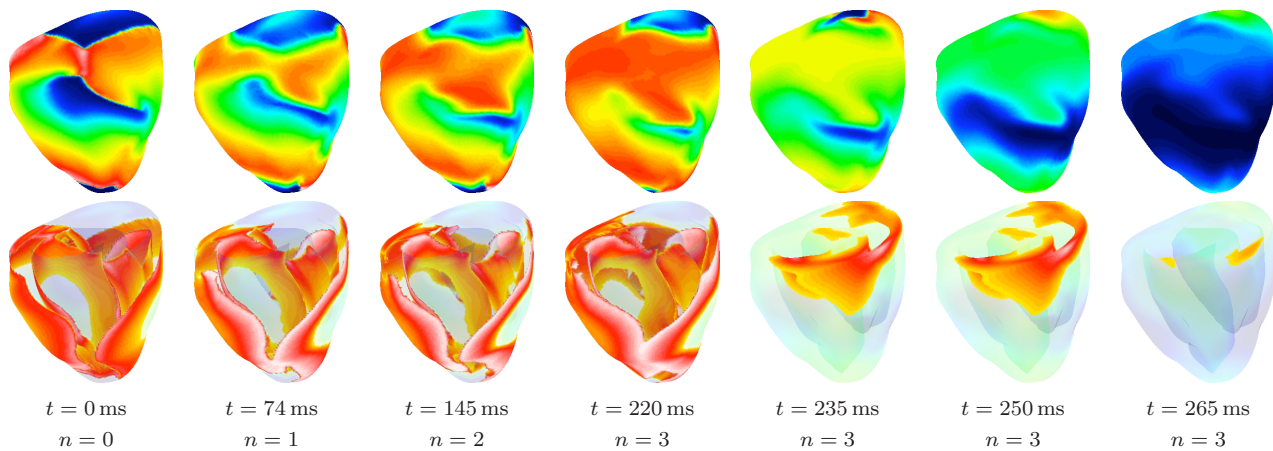 t = 0 ms t = 74 ms t = 145 ms t = 220 ms t = 235 ms t = 250 ms t = 265 ms
n = 0 n = 1 n = 2 n = 3 n = 3 n = 3 n = 3